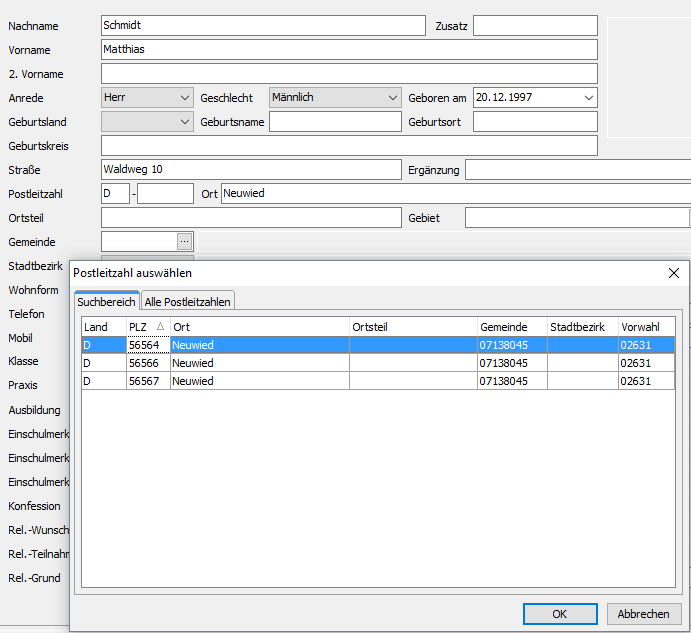 Nachname Schmidt Zusatz
Vorname Matthias
2. Vorname
Anrede Herr Geschlecht Männlich Geboren am 20.12.1997
Geburtsland Geburtsname Geburtsort
Geburtskreis
Straße Waldweg 10 Ergänzung
Postleitzahl D - Ort Neuwied
Ortsteil Gebiet
Gemeinde ...
Stadtbezirk
Wohnform
Telefon
Mobil
Klasse
Praxis
Ausbildung
Einschulmerk
Einschulmerk
Einschulmerk
Konfession
Rel.-Wunsch
Rel.-Teilnahm
Rel.-Grund
Postleitzahl auswählen
Suchbereich Alle Postleitzahlen
Land PLZ Ort Ortsteil Gemeinde Stadtbezirk Vorwahl
D 56564 Neuwied 07138045 02631
D 56566 Neuwied 07138045 02631
D 56567 Neuwied 07138045 02631
OK Abbrechen